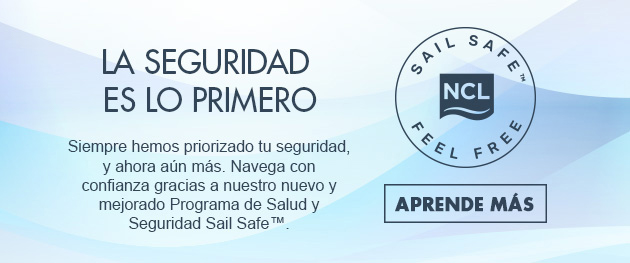 LA SEGURIDAD
ES LO PRIMERO
Siempre hemos priorizado tu seguridad,
y ahora aún más. Navega con
confianza gracias a nuestro nuevo y
mejorado Programa de Salud y
Seguridad Sail Safe™.
SAIL SAFE™
NCL
FEEL FREE
APRENDE MÁS